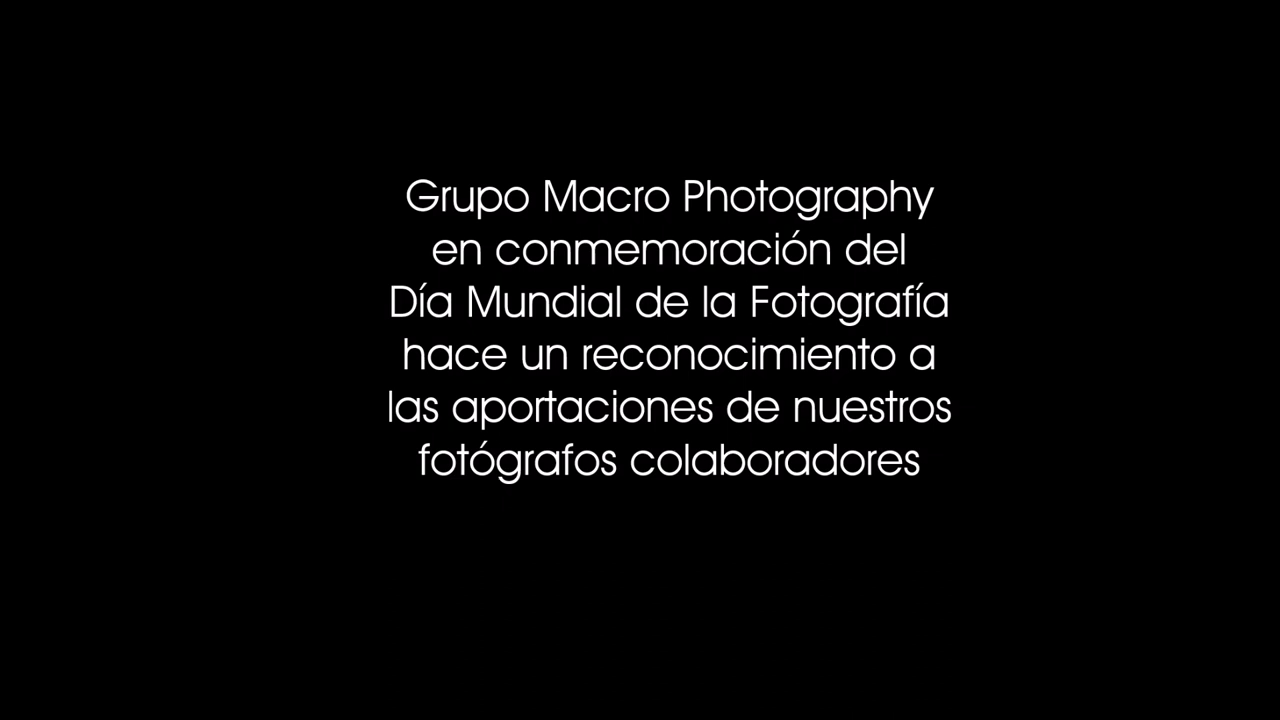 Grupo Macro Photography
en conmemoración del
Día Mundial de la Fotografía
hace un reconocimiento a
las aportaciones de nuestros
fotógrafos colaboradores